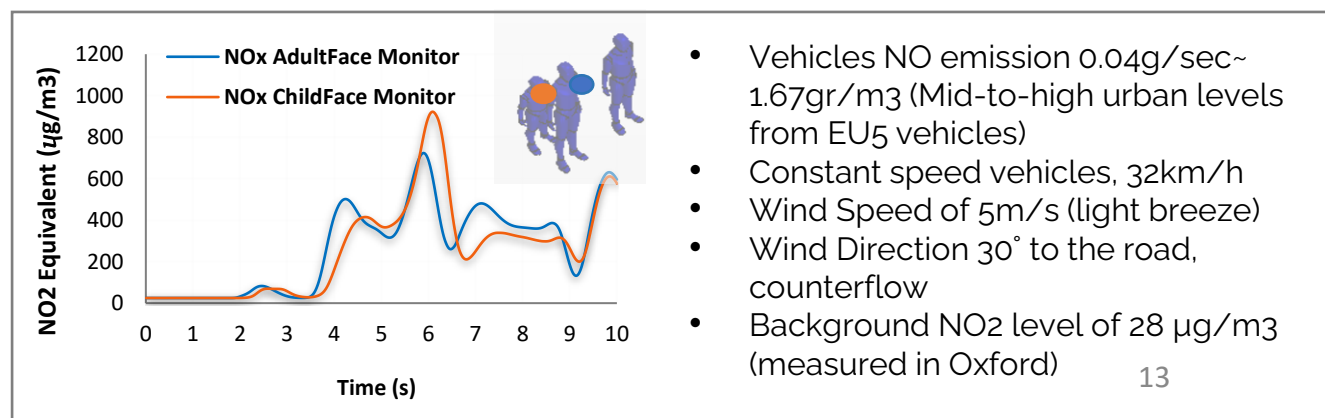 1200
1000
800
600
400
200
0
NO2 Equivalent (ųg/m3)
NOx AdultFace Monitor
NOx ChildFace Monitor
0 1 2 3 4 5 6 7 8 9 10
Time (s)
• Vehicles NO emission 0.04g/sec~
1.67gr/m3 (Mid-to-high urban levels
from EU5 vehicles)
• Constant speed vehicles, 32km/h
• Wind Speed of 5m/s (light breeze)
• Wind Direction 30° to the road,
counterflow
• Background NO2 level of 28 µg/m3
(measured in Oxford)
13